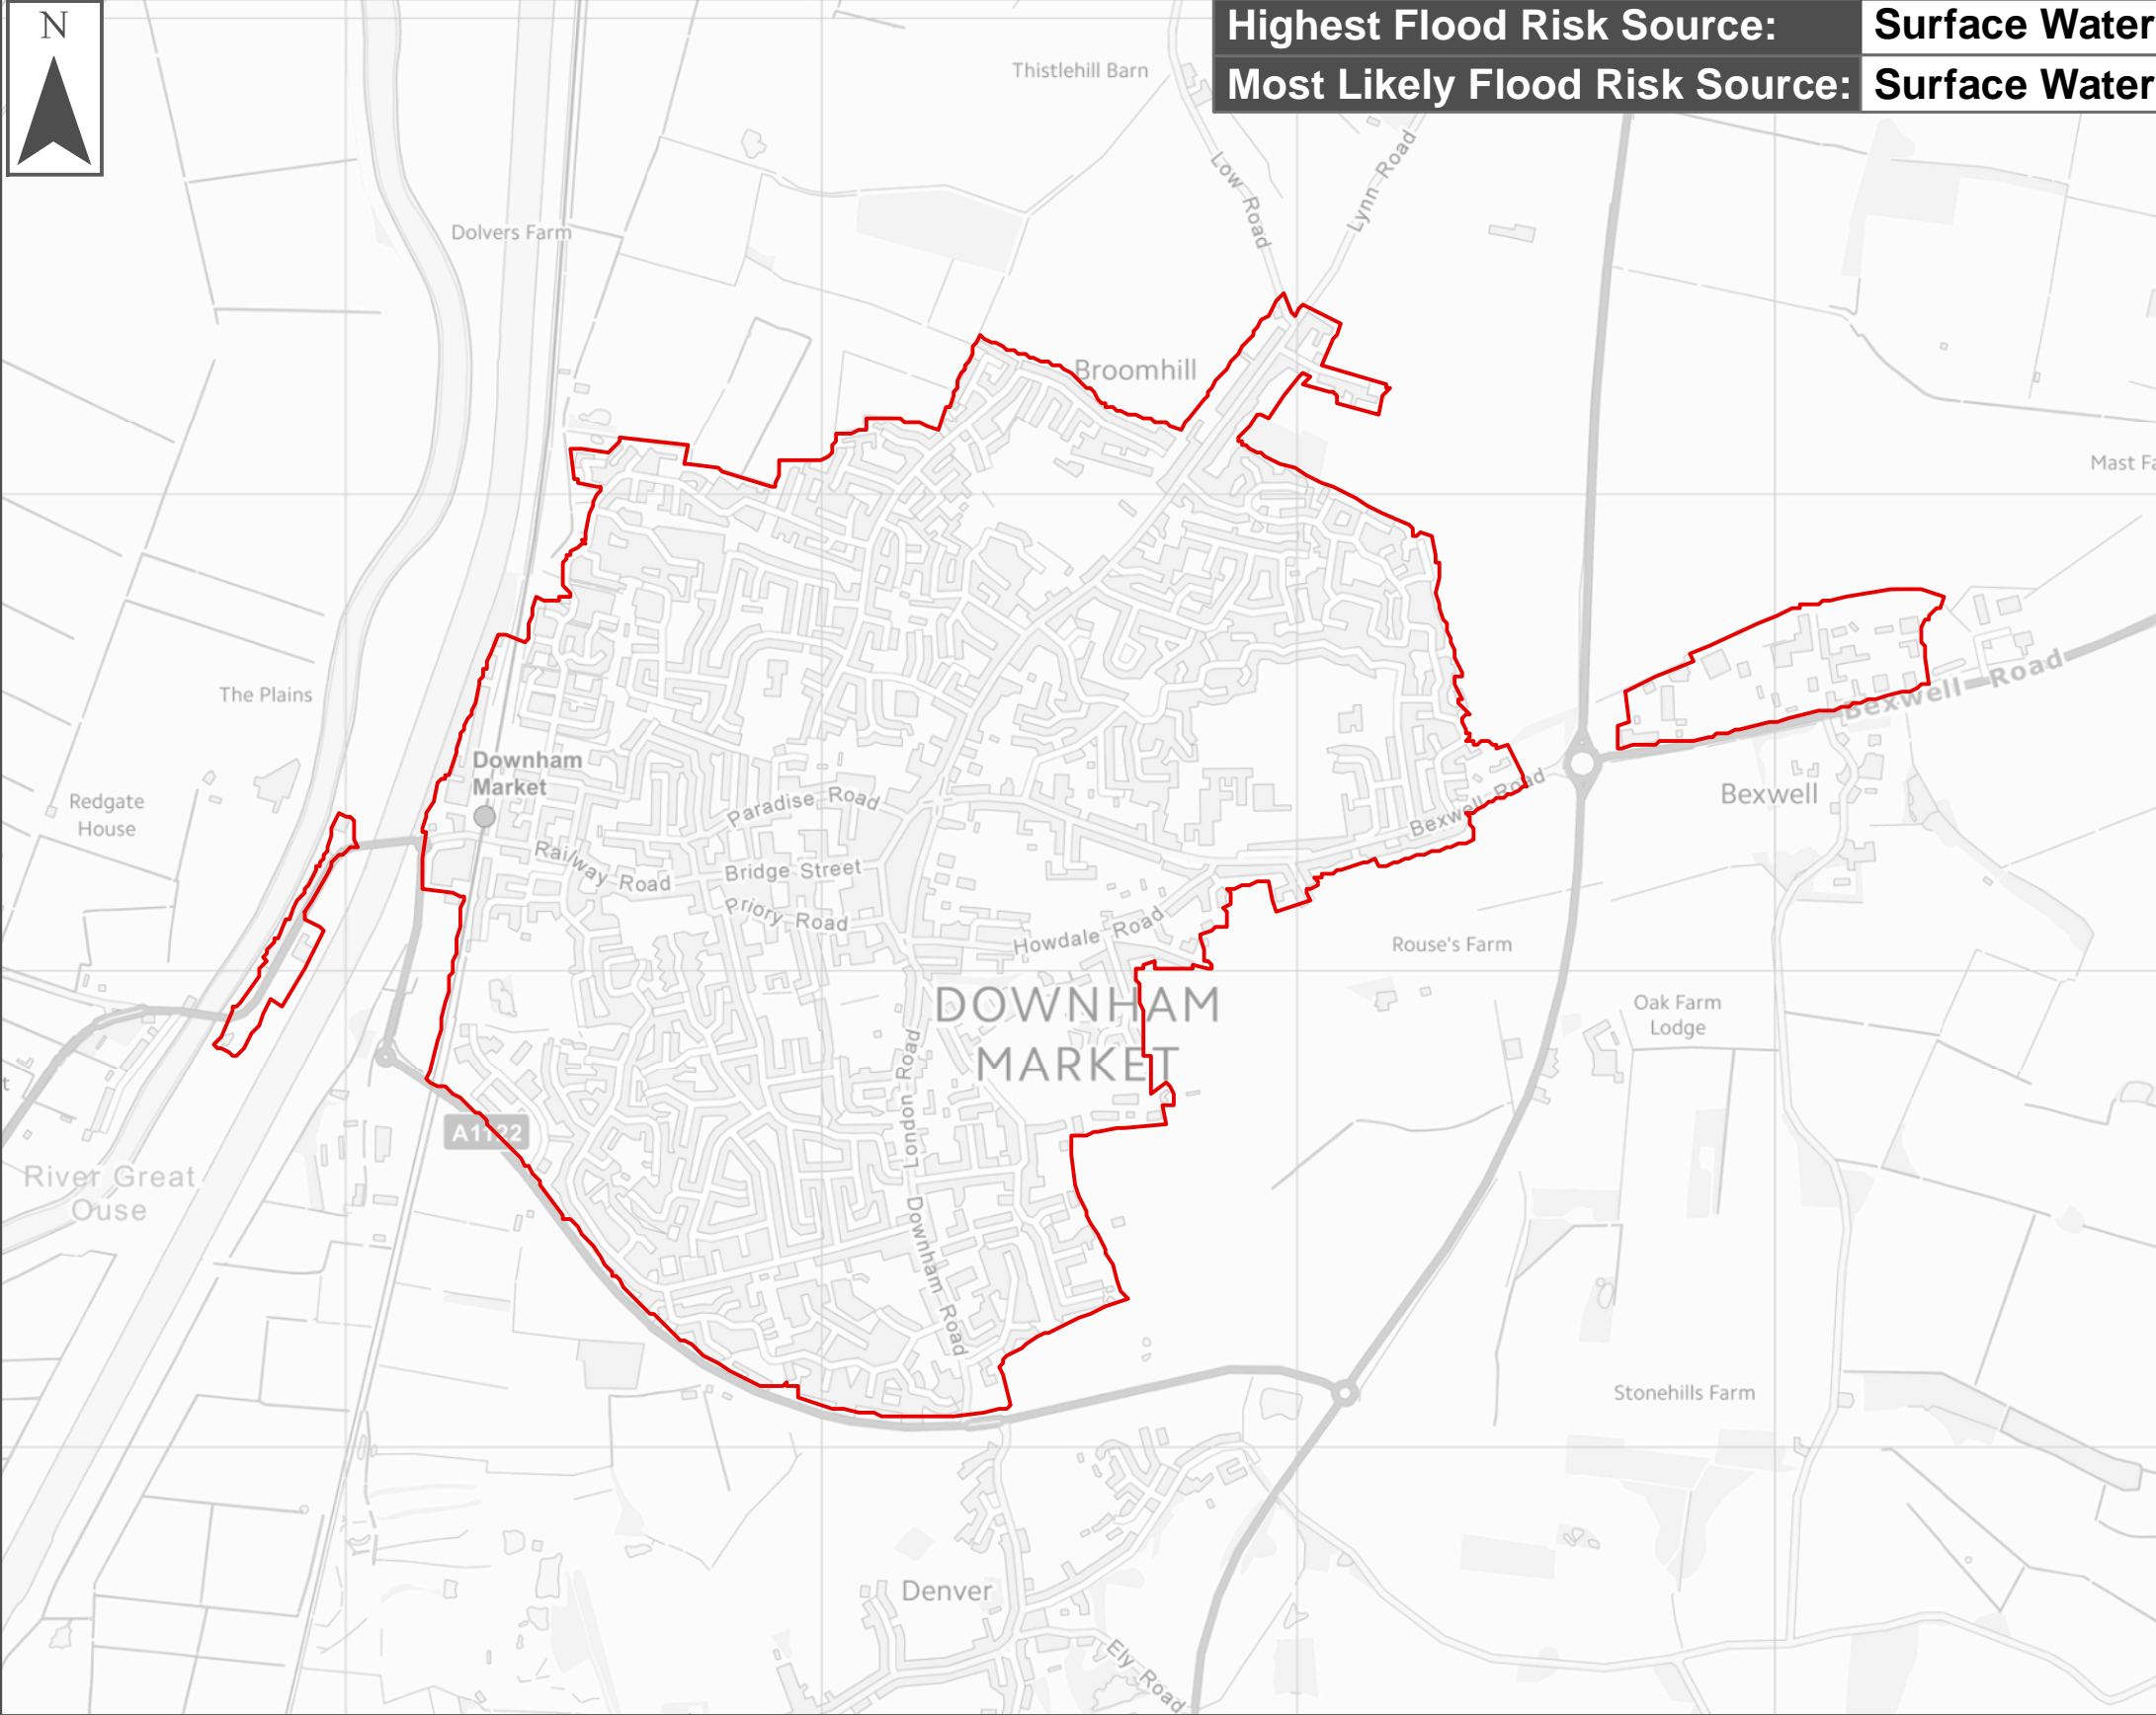 N
Highest Flood Risk Source: Surface Water
Most Likely Flood Risk Source: Surface Water
Thistlehill Barn
Low Road
Lynn Road
Dolvers Farm
Broomhill
Mast Fa
The Plains
Bexwell Road
Downham
Market
Redgate
House
Paradise Road
Bexwell Road
Bexwell
Railway Road
Bridge Street
Priory Road
Howdale Road
Rouse's Farm
DOWNHAM
MARKET
Oak Farm
Lodge
London Road
t
A1122
River Great
Ouse
Downham Road
Stonehills Farm
Denver
Ely Road